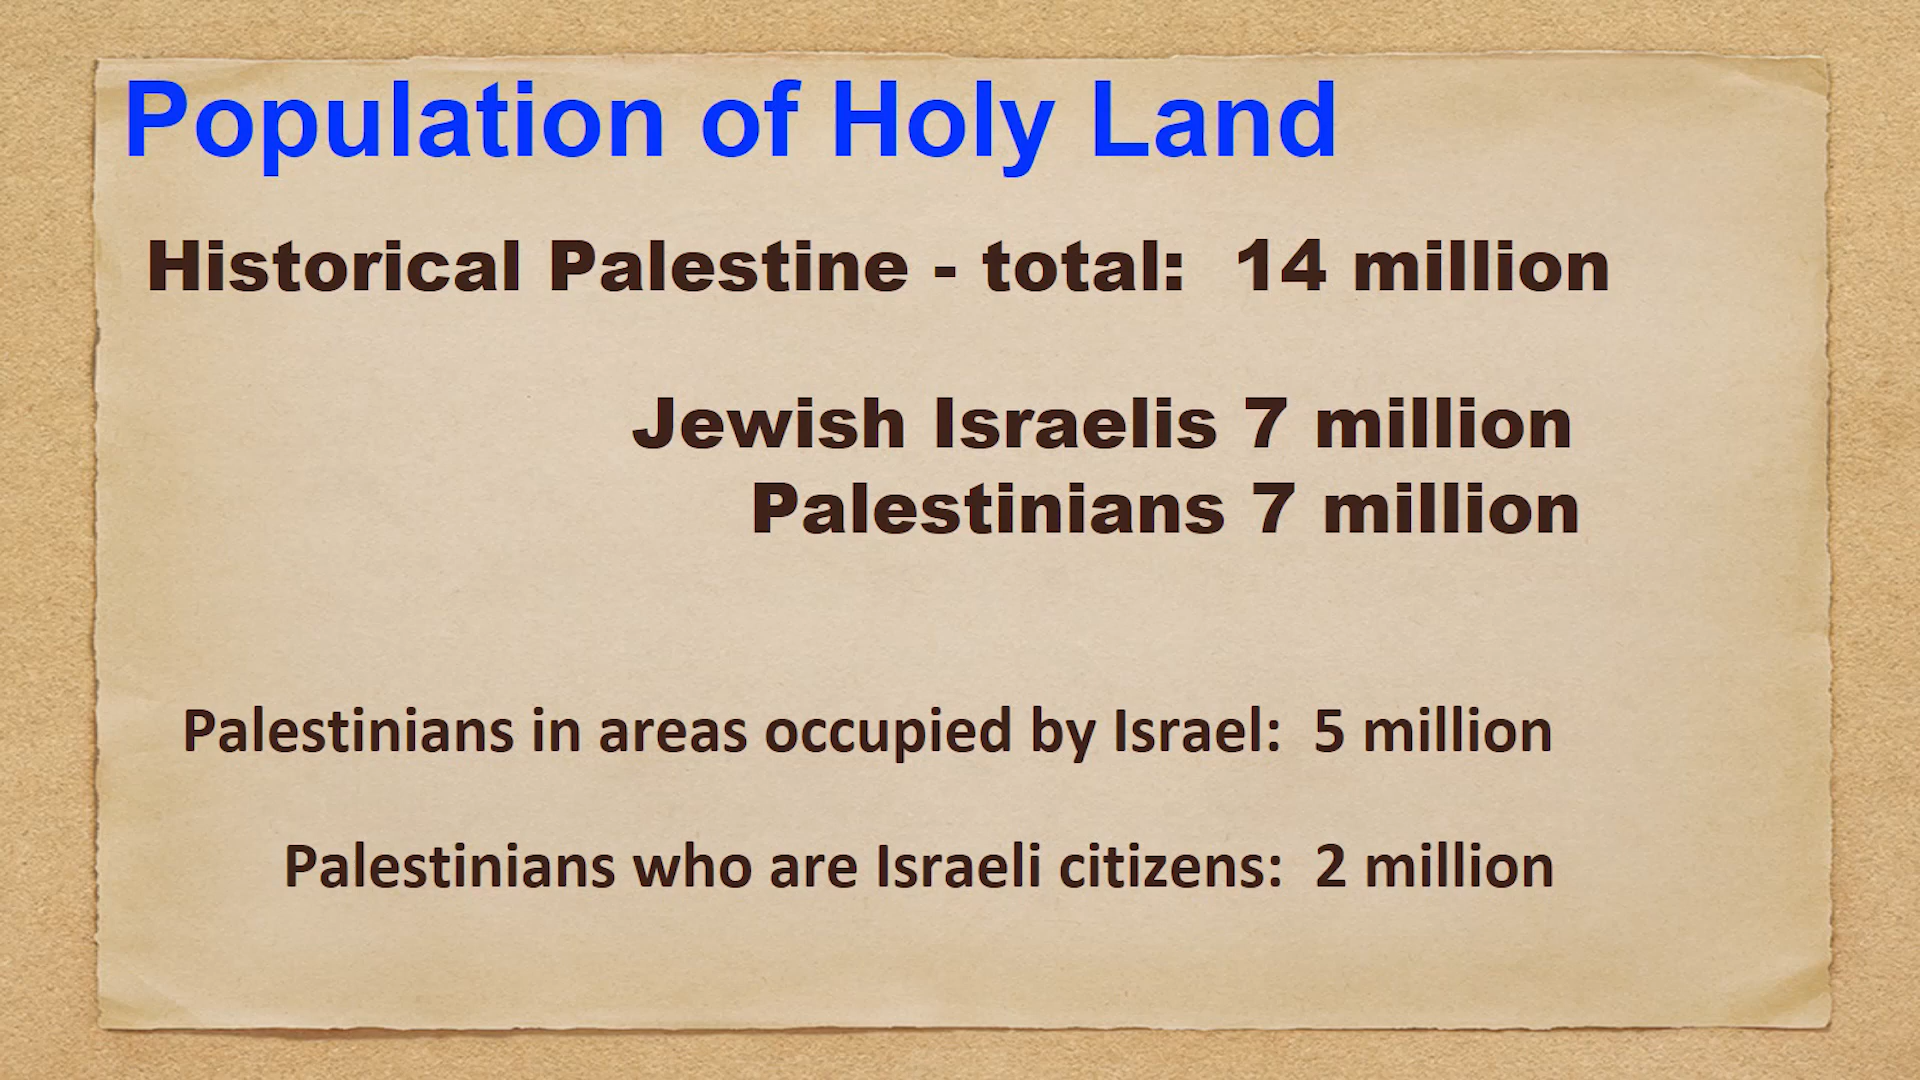 Population of Holy Land
Historical Palestine - total: 14 million
Jewish Israelis 7 million
Palestinians 7 million
Palestinians in areas occupied by Israel: 5 million
Palestinians who are Israeli citizens: 2 million